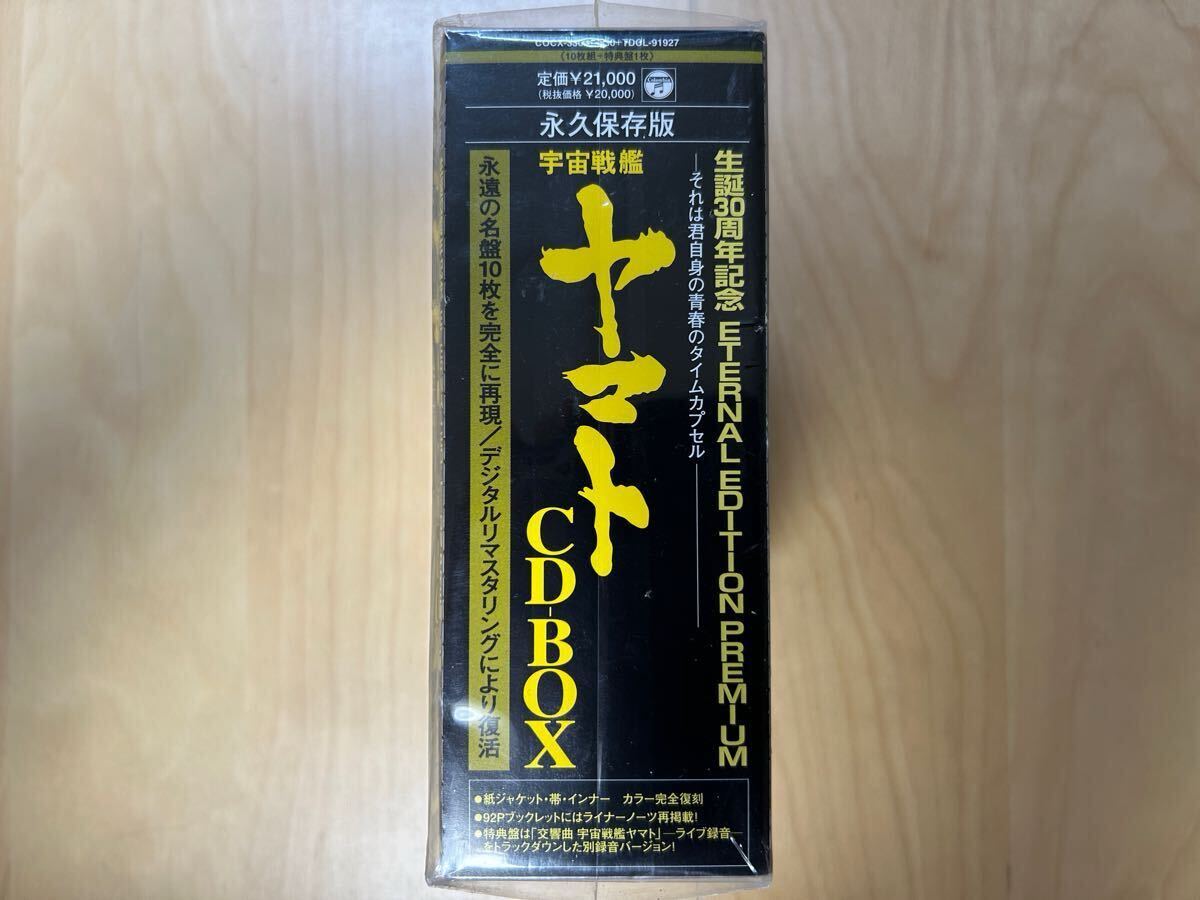 +TDCL-91927
(10枚組+特典盤1枚)
定価¥21,000
(税抜価格 ¥20,000)
Columbia
永久保存版
生誕30周年記念 ETERNAL EDITION PREMIUM
―それは君自身の青春のタイムカプセル―
宇宙戦艦
ヤマト
CD-BOX
永遠の名盤10枚を完全に再現/デジタルリマスタリングにより復活
●紙ジャケット・帯・インナー カラー完全復刻
●92Pブックレットにはライナーノーツ再掲載!
●特典盤は「交響曲 宇宙戦艦ヤマト」―ライブ録音―
をトラックダウンした別録音バージョン!